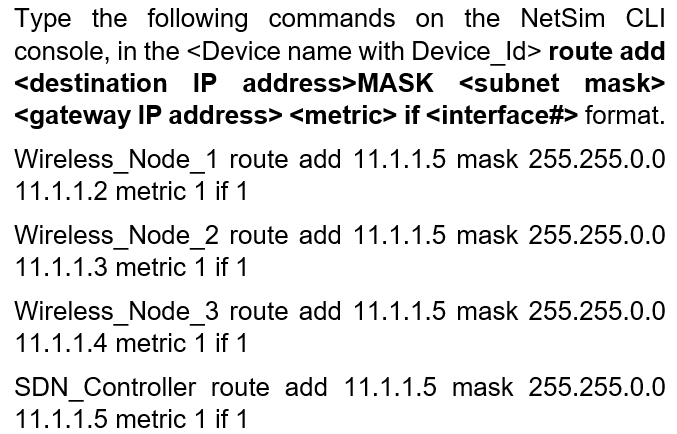 Type the following commands on the NetSim CLI
console, in the <Device name with Device_Id> route add
<destination IP address>MASK <subnet mask>
<gateway IP address> <metric> if <interface#> format.
Wireless_Node_1 route add 11.1.1.5 mask 255.255.0.0
11.1.1.2 metric 1 if 1
Wireless_Node_2 route add 11.1.1.5 mask 255.255.0.0
11.1.1.3 metric 1 if 1
Wireless_Node_3 route add 11.1.1.5 mask 255.255.0.0
11.1.1.4 metric 1 if 1
SDN_Controller route add 11.1.1.5 mask 255.255.0.0
11.1.1.5 metric 1 if 1